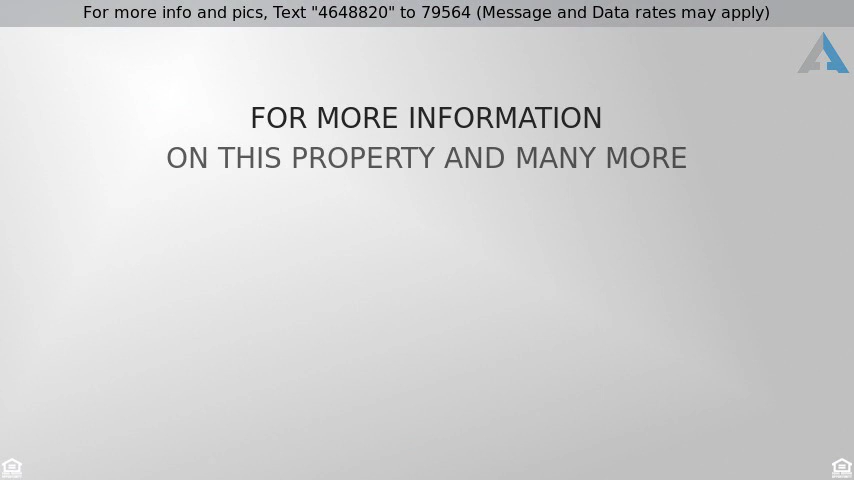 For more info and pics, Text "4648820" to 79564 (Message and Data rates may apply)
FOR MORE INFORMATION
ON THIS PROPERTY AND MANY MORE